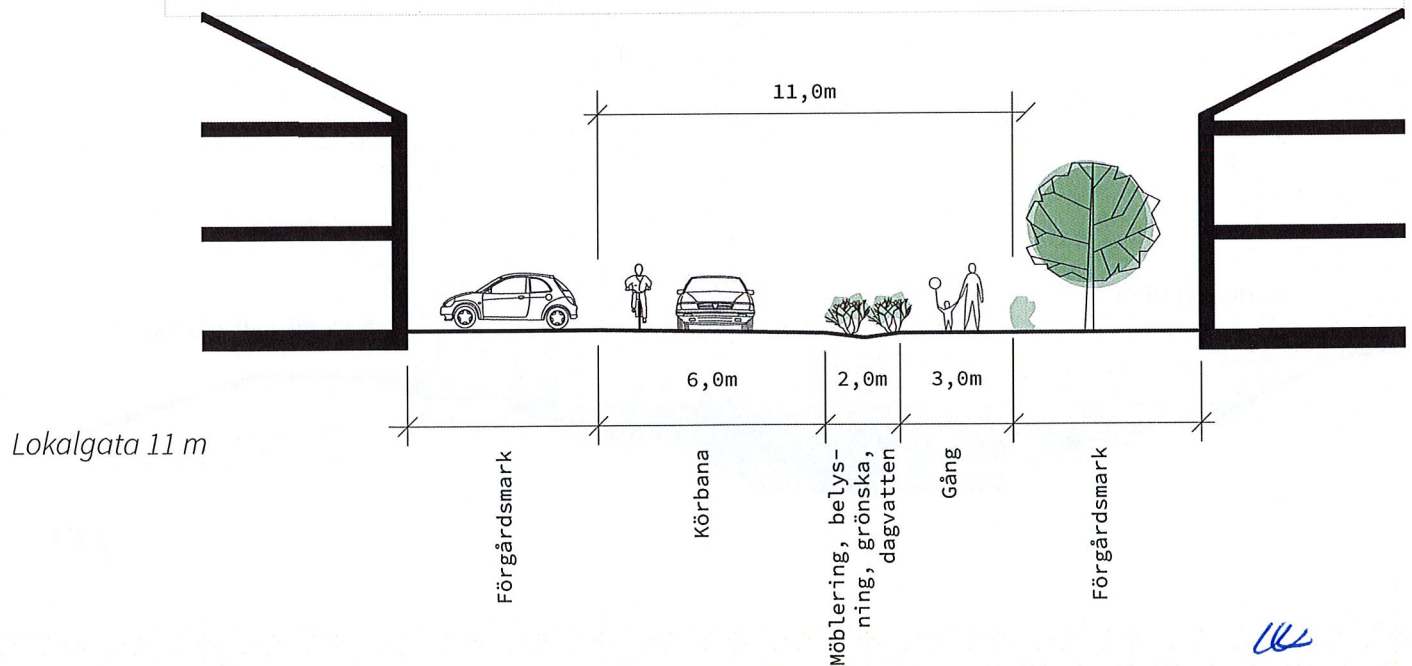 11,0m
6,0m
2,0m
3,0m
Lokalgata 11 m
Förgårdsmark
Körbana
Möblering, belys-
ning, grönska,
dagvatten
Gång
Förgårdsmark